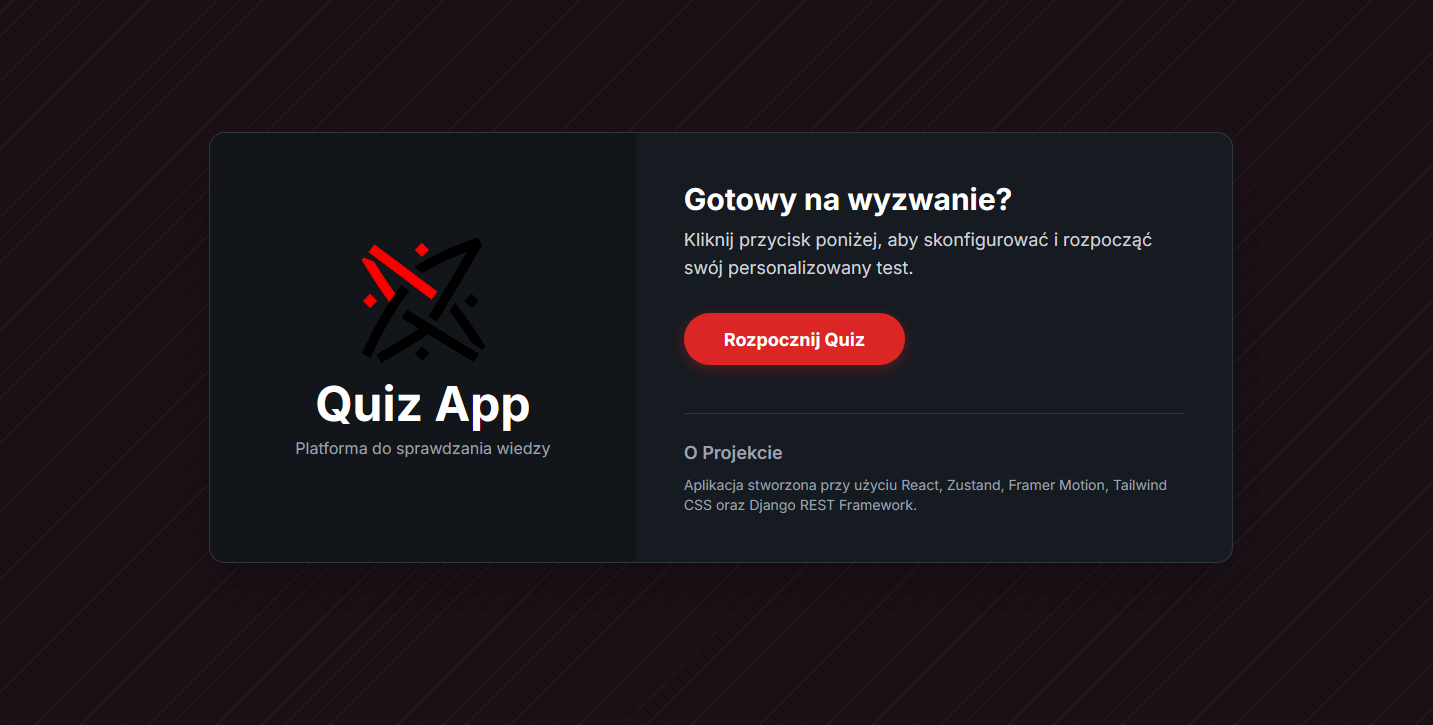 Quiz App
Platforma do sprawdzania wiedzy
Gotowy na wyzwanie?
Kliknij przycisk poniżej, aby skonfigurować i rozpocząć
swój personalizowany test.
Rozpocznij Quiz
O Projekcie
Aplikacja stworzona przy użyciu React, Zustand, Framer Motion, Tailwind
CSS oraz Django REST Framework.